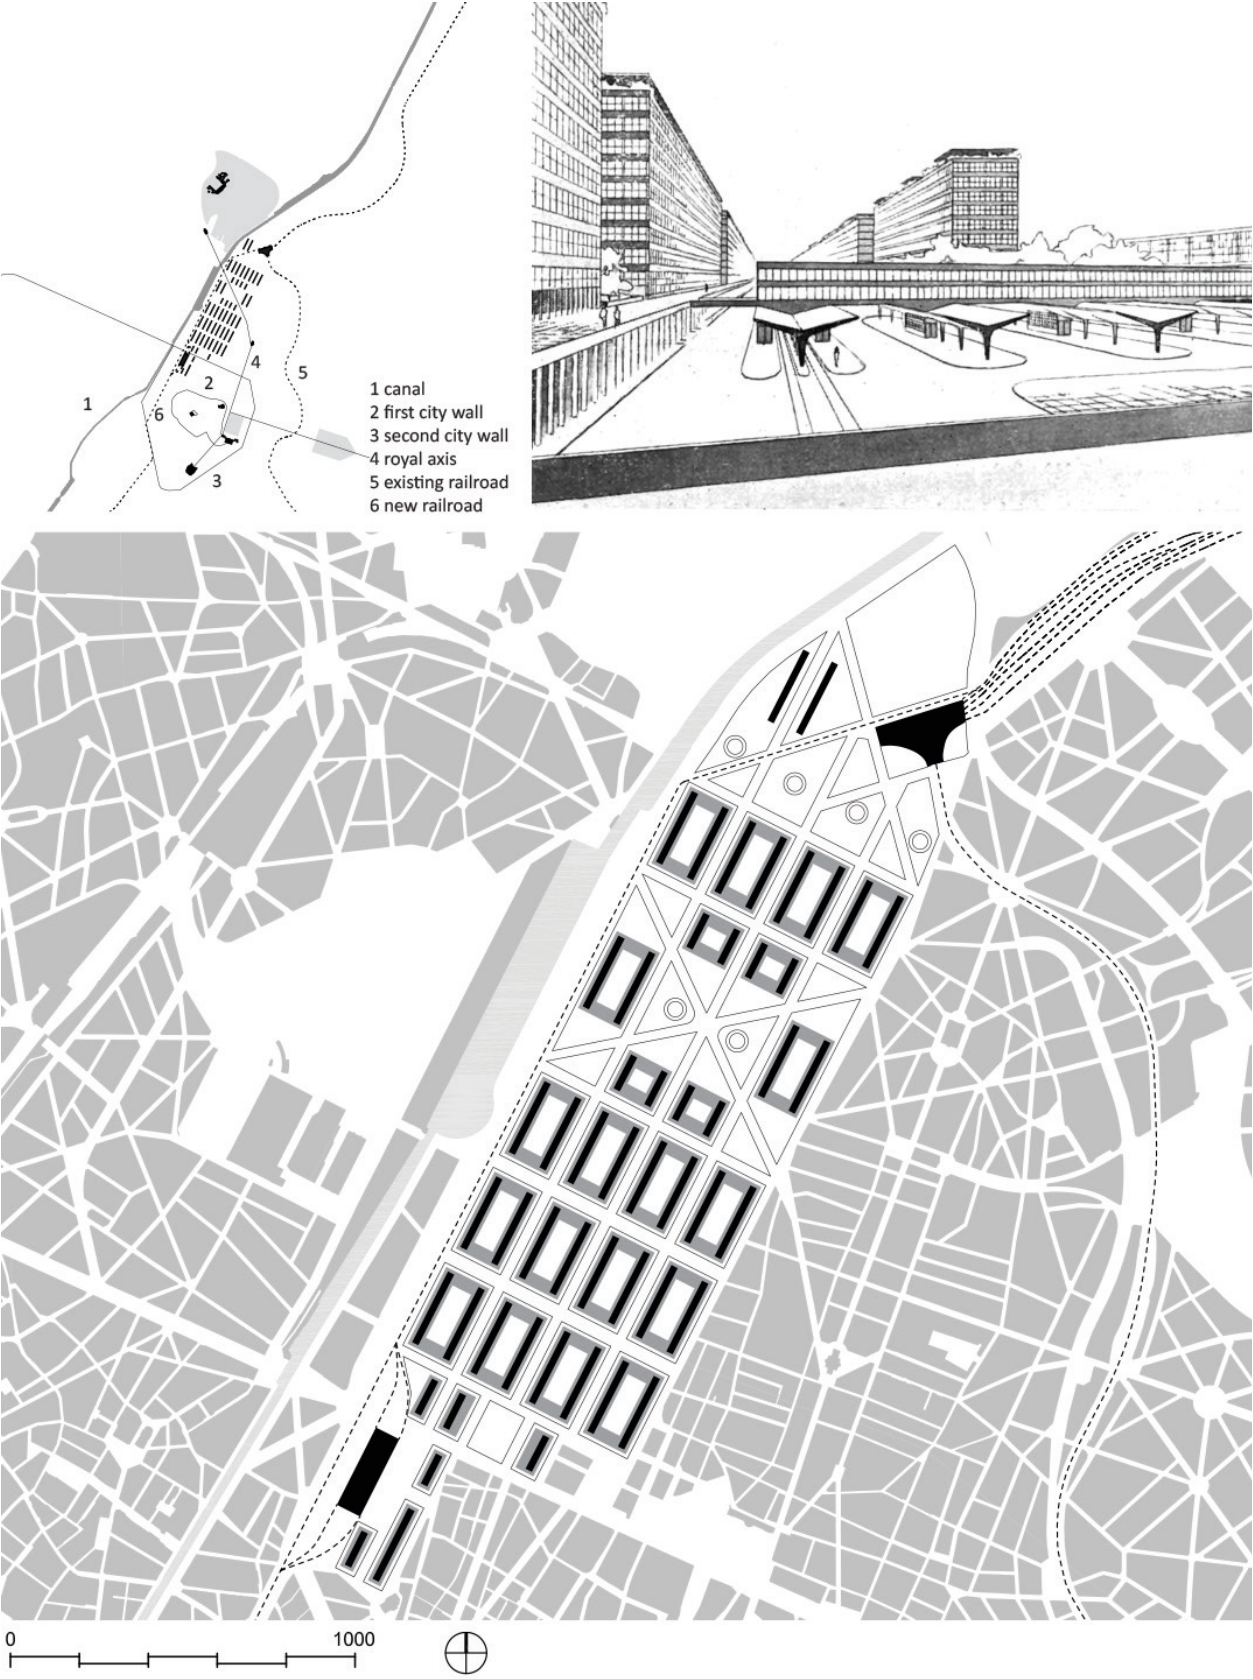 4
5
2
1
6
3
1 canal
2 first city wall
3 second city wall
4 royal axis
5 existing railroad
6 new railroad
0 1000